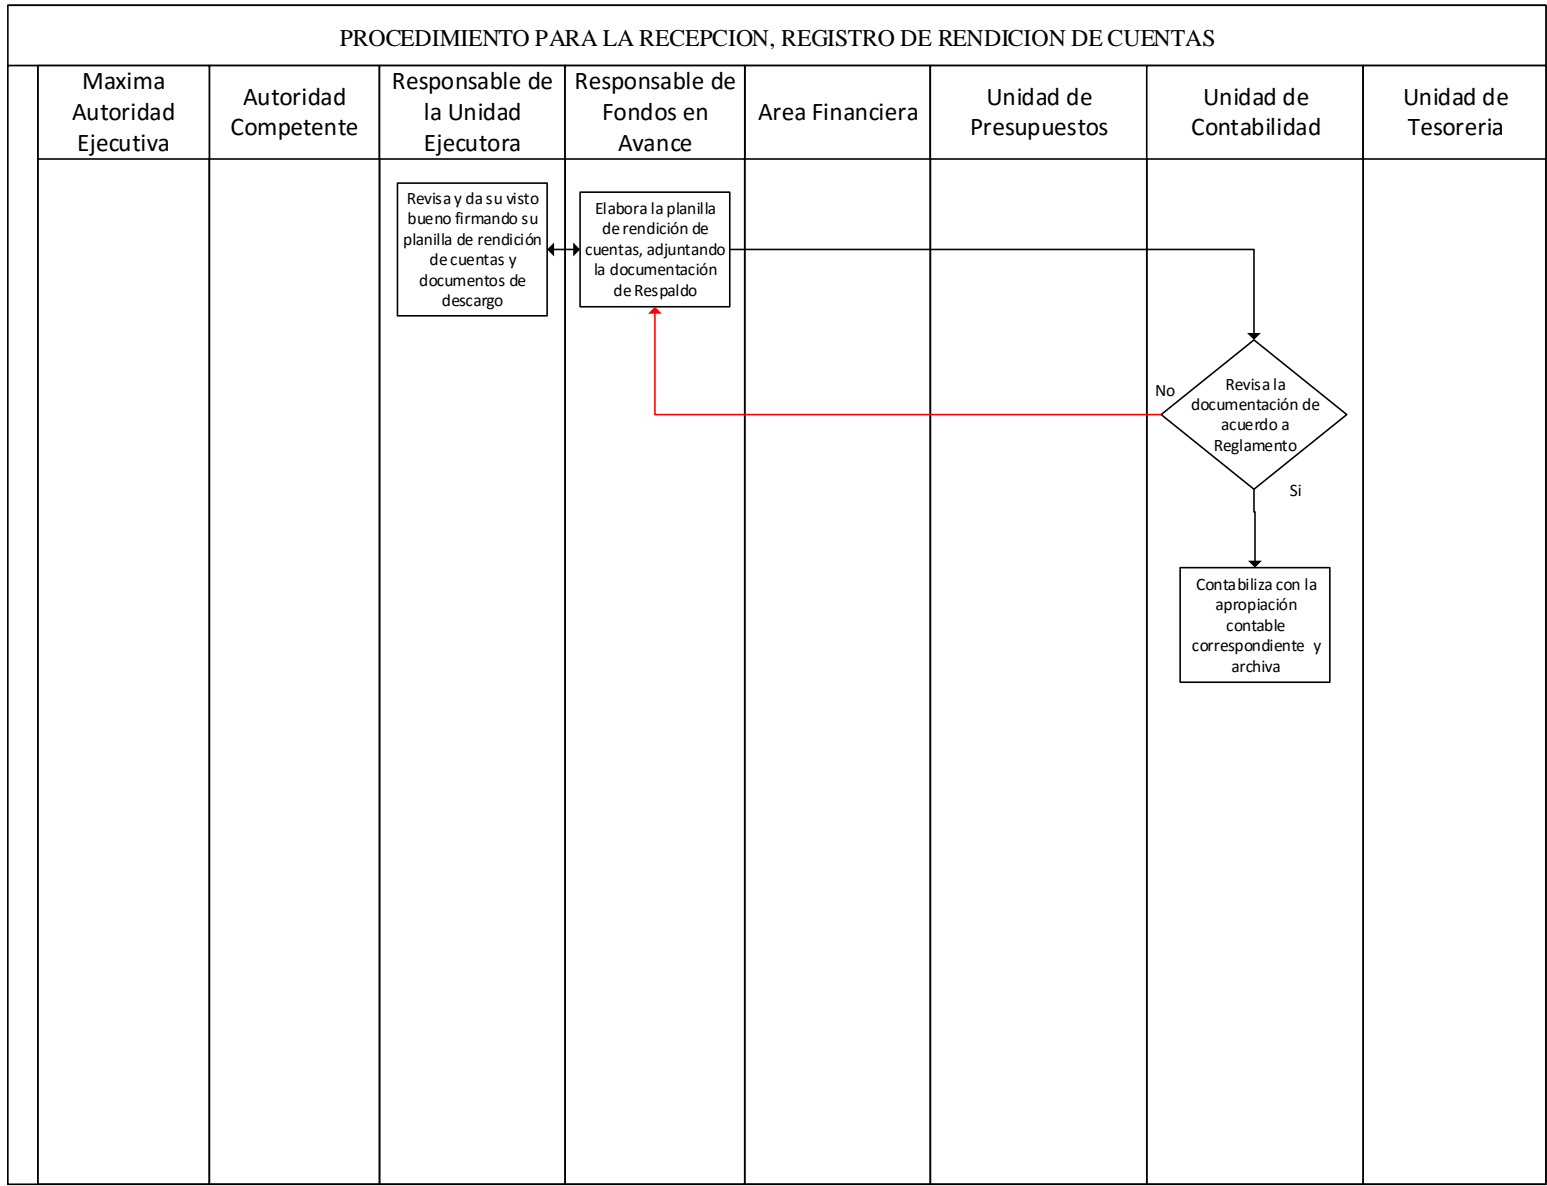 PROCEDIMIENTO PARA LA RECEPCION, REGISTRO DE RENDICION DE CUENTAS
Maxima
Autoridad
Ejecutiva
Autoridad
Competente
Responsable de
la Unidad
Ejecutora
Responsable de
Fondos en
Avance
Area Financiera
Unidad de
Presupuestos
Unidad de
Contabilidad
Unidad de
Tesoreria
Revisa y da su visto
bueno firmando su
planilla de rendición
de cuentas y
documentos de
descargo
Elabora la planilla
de rendición de
cuentas, adjuntando
la documentación
de Respaldo
No
Revisa la
documentación de
acuerdo a
Reglamento
Si
Contabiliza con la
apropiación
contable
correspondiente y
archiva